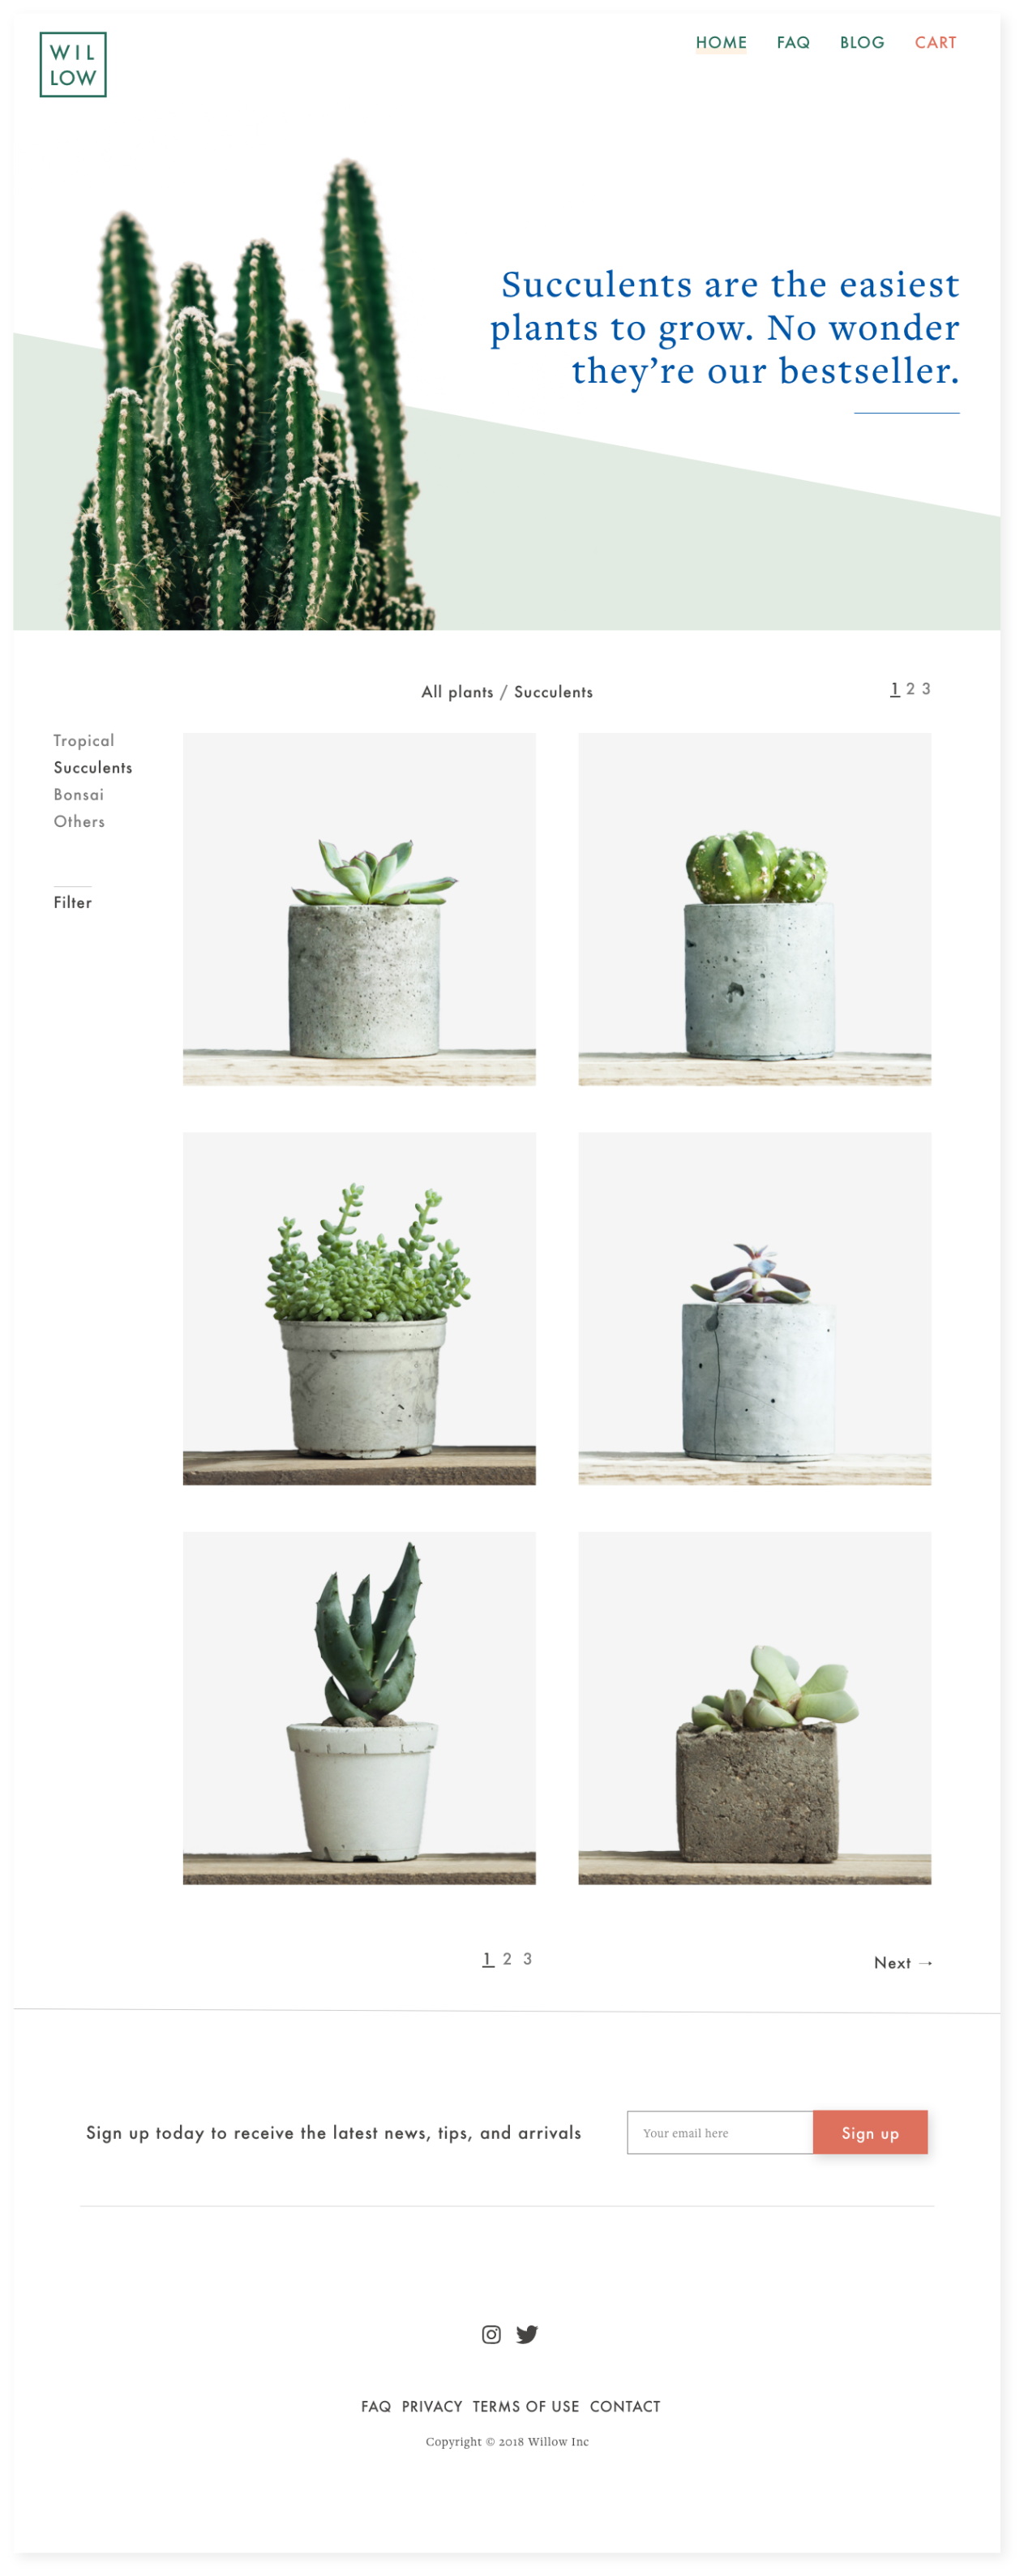 WIL
LOW
HOME FAQ BLOG CART
Succulents are the easiest
plants to grow. No wonder
they’re our bestseller.
All plants / Succulents
1 2 3
Tropical
Succulents
Bonsai
Others
Filter
1 2 3
Next →
Sign up today to receive the latest news, tips, and arrivals
Your email here
Sign up
FAQ PRIVACY TERMS OF USE CONTACT
Copyright © 2018 Willow Inc